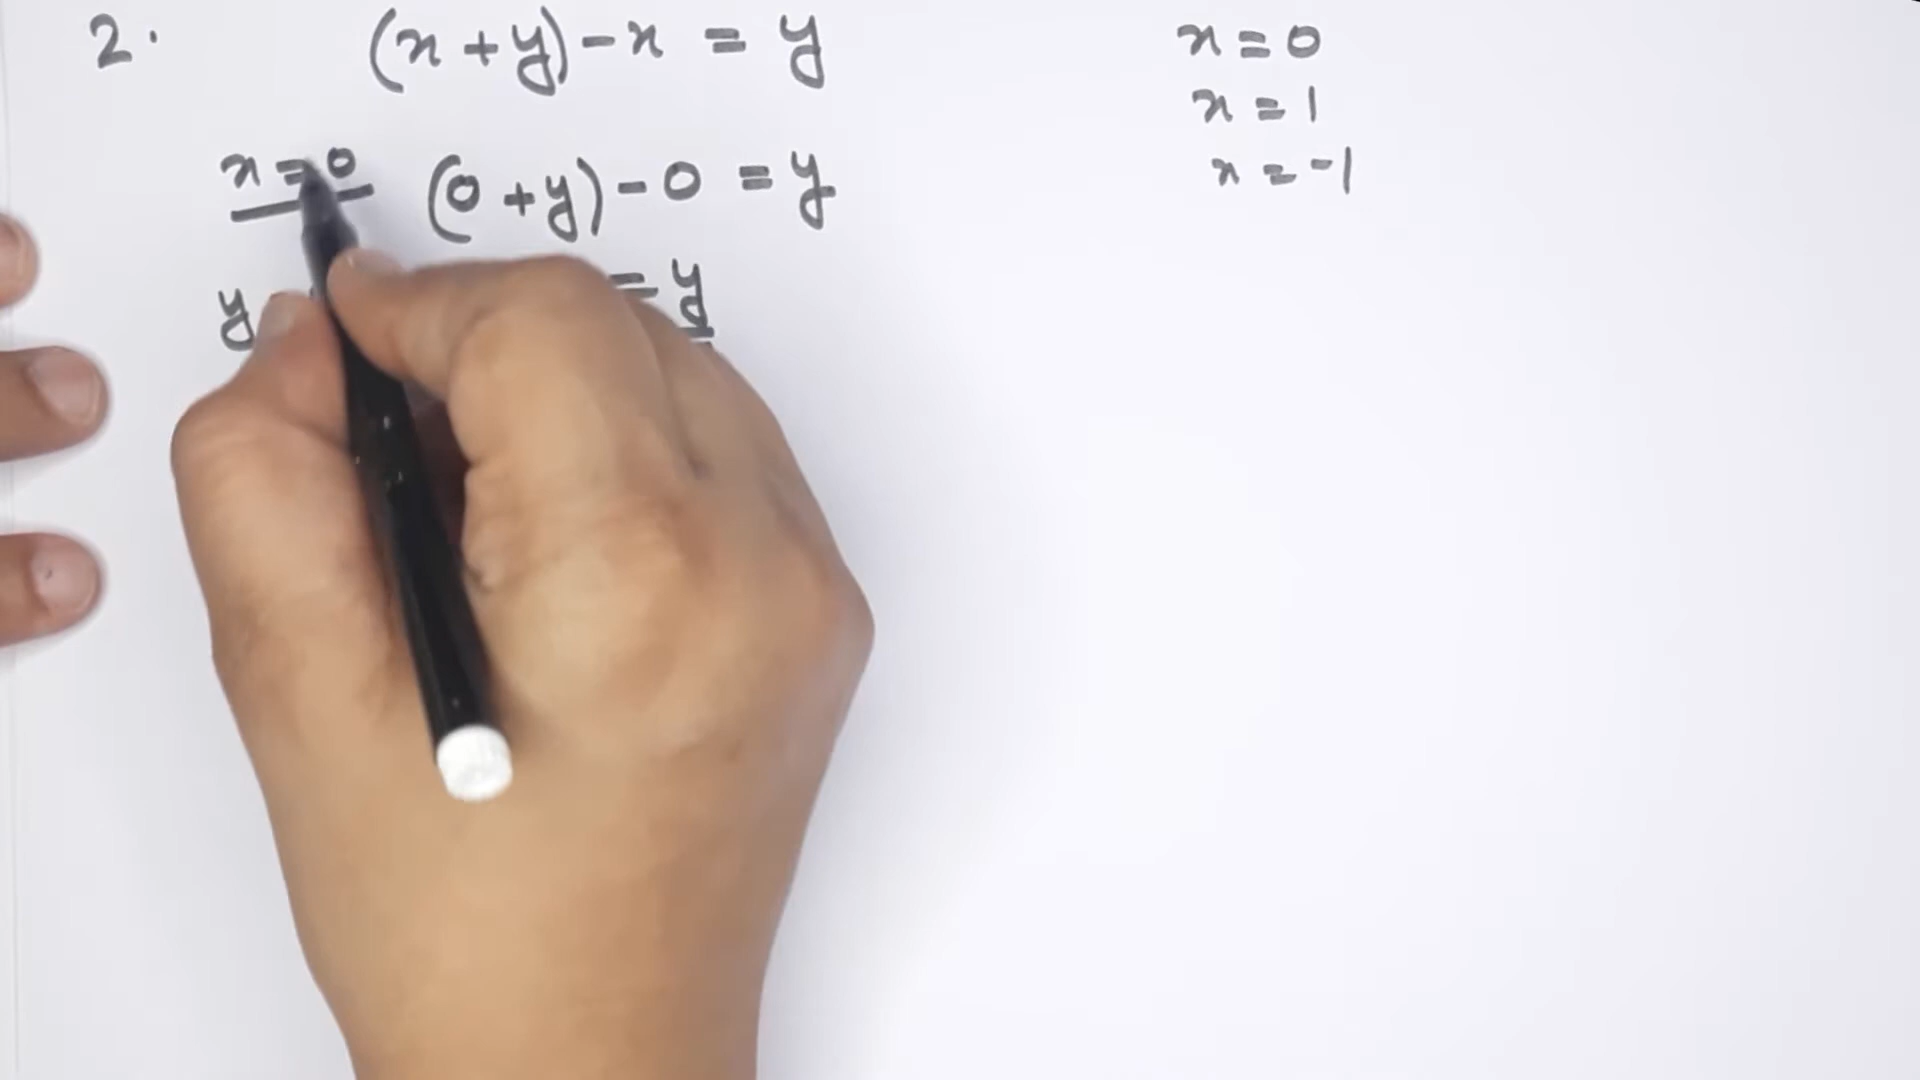 2. (x + y) - x = y
x = 0 (0 + y) - 0 = y
y = y
x = 0
x = 1
x = -1